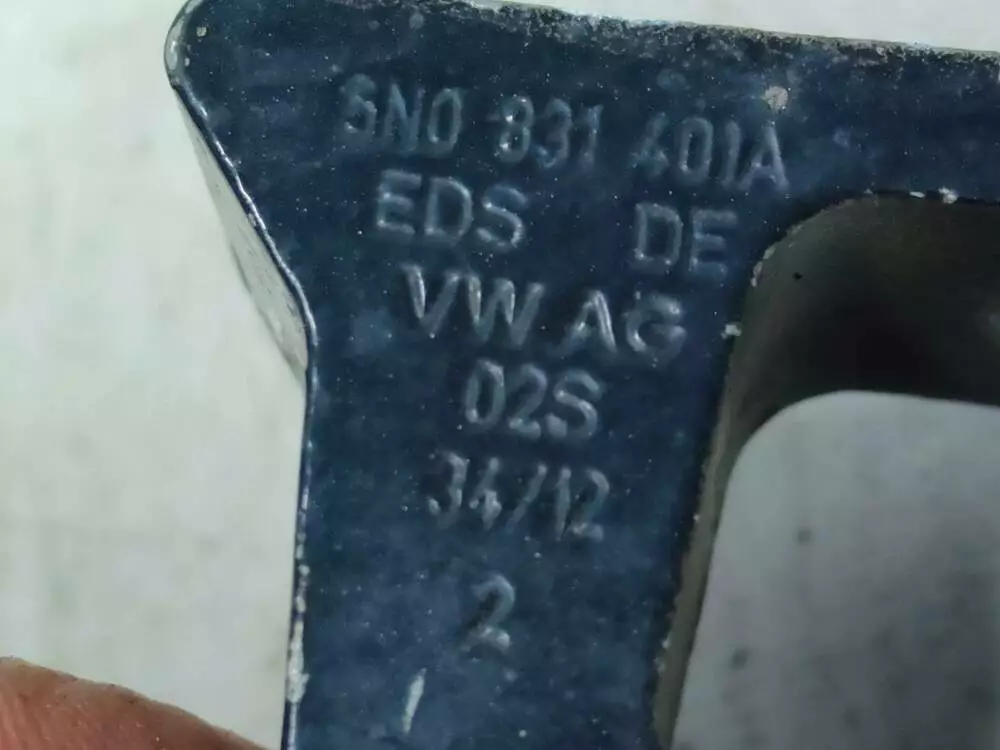 5N0 831 401A
EDS DE
VW AG
02S
34/12
2